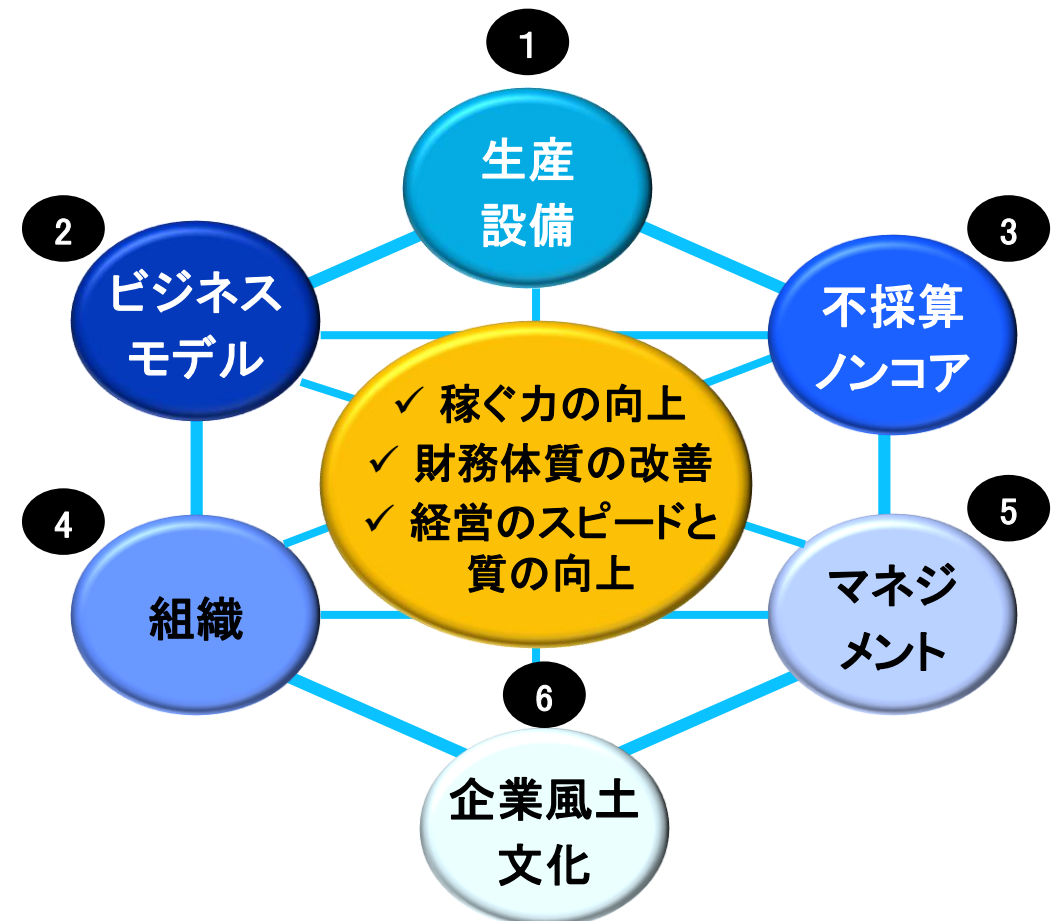 1
生産
設備
2
ビジネス
モデル
3
不採算
ノンコア
✓ 稼ぐ力の向上
✓ 財務体質の改善
✓ 経営のスピードと
質の向上
4
組織
5
マネジ
メント
6
企業風土
文化